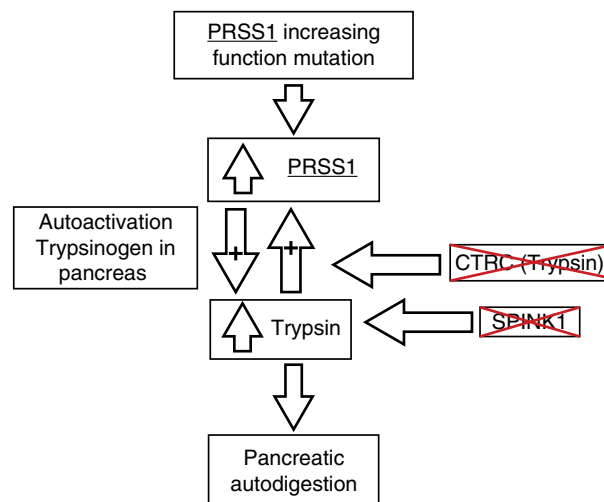 PRSS1 increasing
function mutation
PRSS1
Autoactivation
Trypsinogen in
pancreas
+
+
CTRC (Trypsin)
Trypsin
SPINK1
Pancreatic
autodigestion